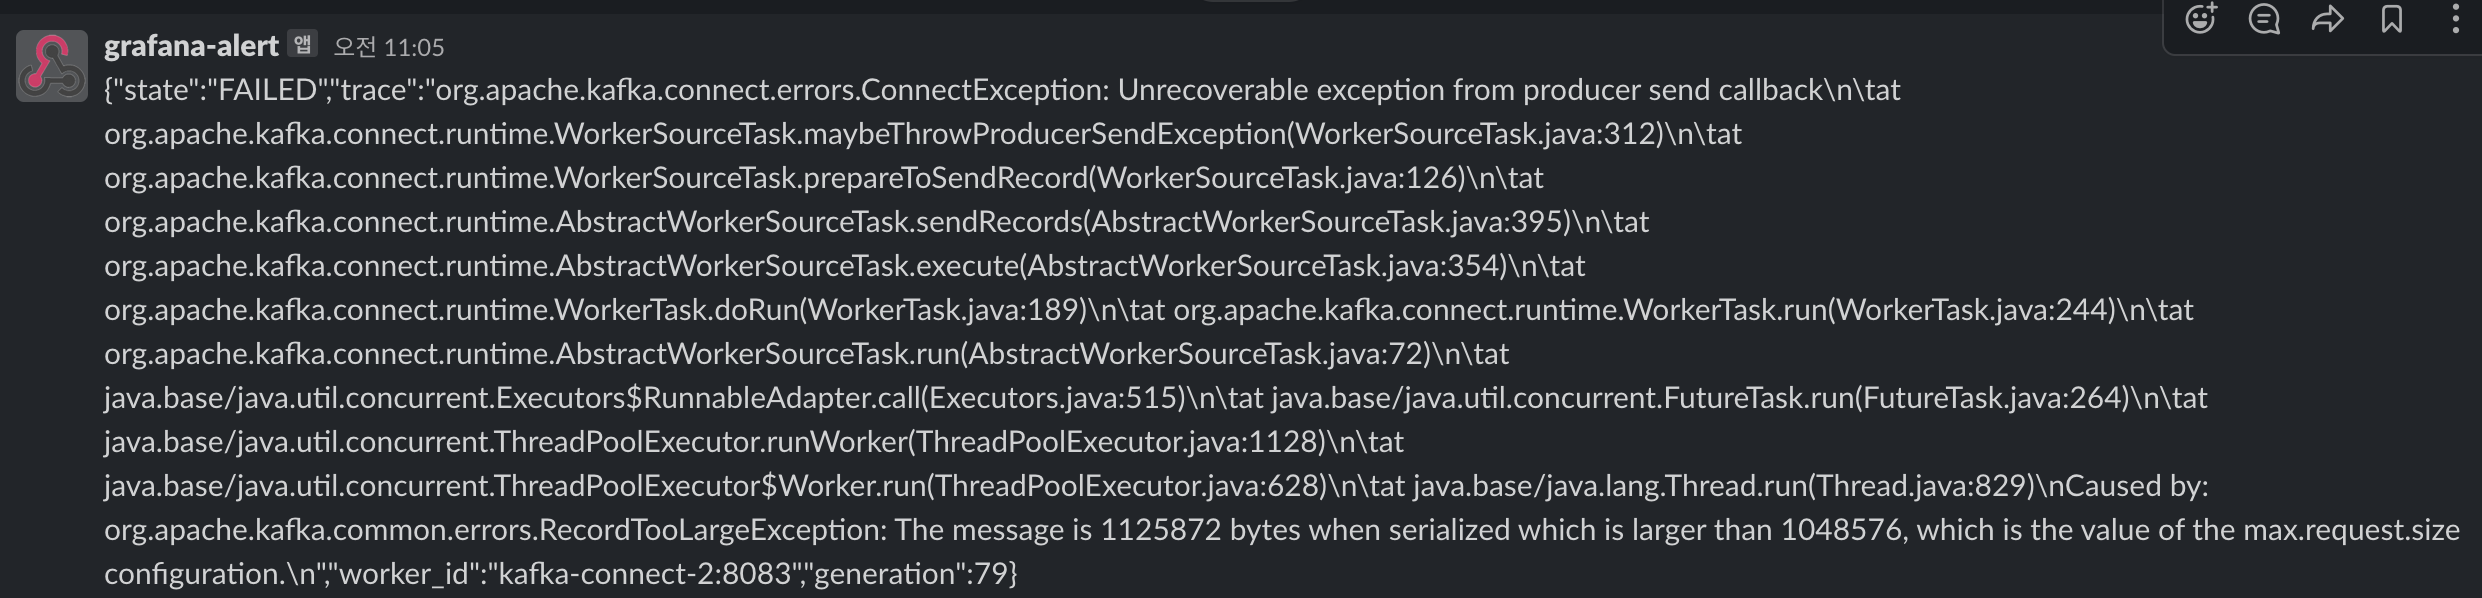 grafana-alert 앱 오전 11:05
{"state":"FAILED","trace":"org.apache.kafka.connect.errors.ConnectException: Unrecoverable exception from producer send callback\n\tat
org.apache.kafka.connect.runtime.WorkerSourceTask.maybeThrowProducerSendException(WorkerSourceTask.java:312)\n\tat
org.apache.kafka.connect.runtime.WorkerSourceTask.prepareToSendRecord(WorkerSourceTask.java:126)\n\tat
org.apache.kafka.connect.runtime.AbstractWorkerSourceTask.sendRecords(AbstractWorkerSourceTask.java:395)\n\tat
org.apache.kafka.connect.runtime.AbstractWorkerSourceTask.execute(AbstractWorkerSourceTask.java:354)\n\tat
org.apache.kafka.connect.runtime.WorkerTask.doRun(WorkerTask.java:189)\n\tat org.apache.kafka.connect.runtime.WorkerTask.run(WorkerTask.java:244)\n\tat
org.apache.kafka.connect.runtime.AbstractWorkerSourceTask.run(AbstractWorkerSourceTask.java:72)\n\tat
java.base/java.util.concurrent.Executors$RunnableAdapter.call(Executors.java:515)\n\tat java.base/java.util.concurrent.FutureTask.run(FutureTask.java:264)\n\tat
java.base/java.util.concurrent.ThreadPoolExecutor.runWorker(ThreadPoolExecutor.java:1128)\n\tat
java.base/java.util.concurrent.ThreadPoolExecutor$Worker.run(ThreadPoolExecutor.java:628)\n\tat java.base/java.lang.Thread.run(Thread.java:829)\nCaused by:
org.apache.kafka.common.errors.RecordTooLargeException: The message is 1125872 bytes when serialized which is larger than 1048576, which is the value of the max.request.size
configuration.\n","worker_id":"kafka-connect-2:8083","generation":79}